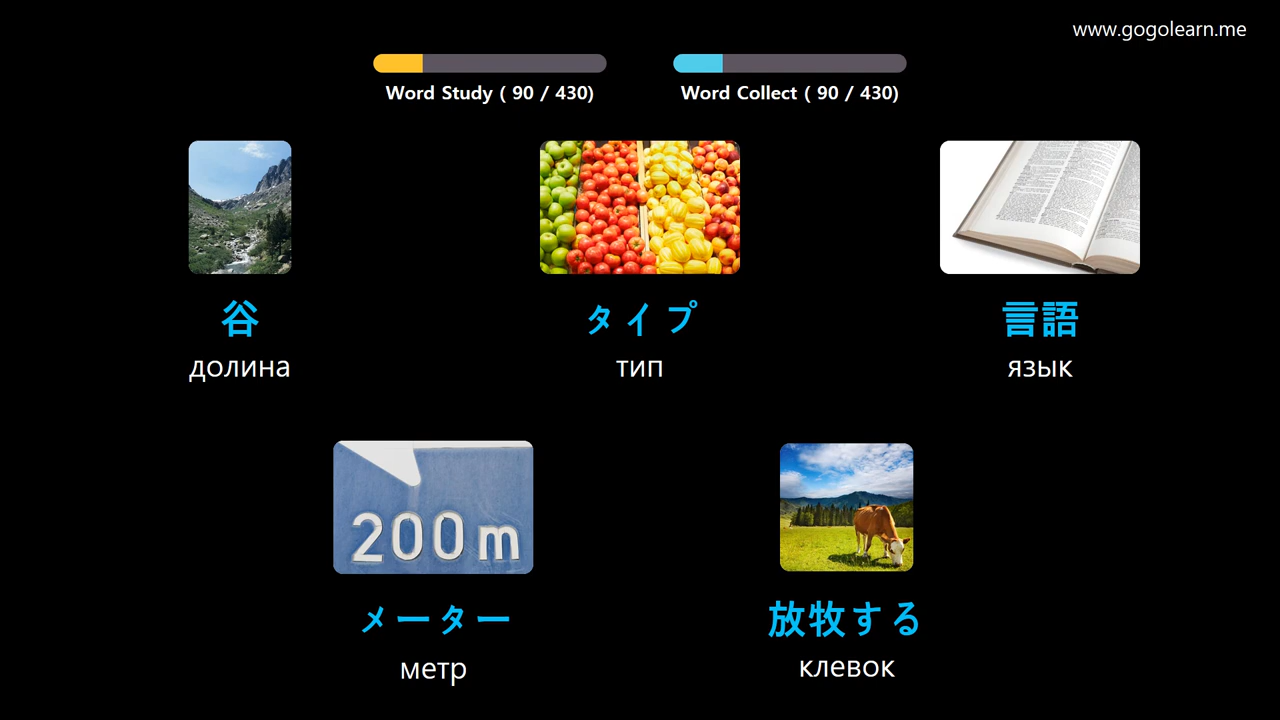 www.gogolearn.me
Word Study ( 90 / 430)
Word Collect ( 90 / 430)
谷
долина
タイプ
тип
言語
язык
200m
メーター
метр
放牧する
клевок